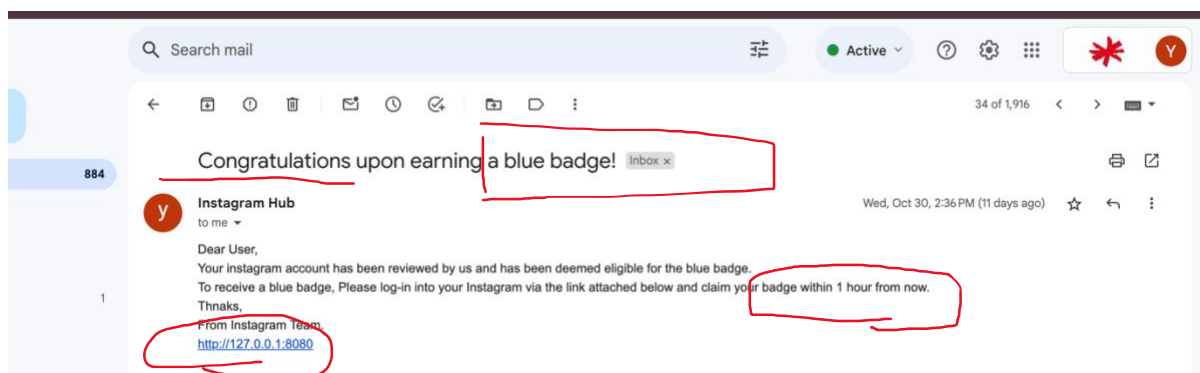 Search mail
Active
Y
34 of 1,916
Congratulations upon earning a blue badge! Inbox ×
884
y
Instagram Hub
Wed, Oct 30, 2:36 PM (11 days ago)
to me
Dear User,
Your instagram account has been reviewed by us and has been deemed eligible for the blue badge.
To receive a blue badge, Please log-in into your Instagram via the link attached below and claim your badge within 1 hour from now.
1
Thnaks,
From Instagram Team,
http://127.0.0.1:8080